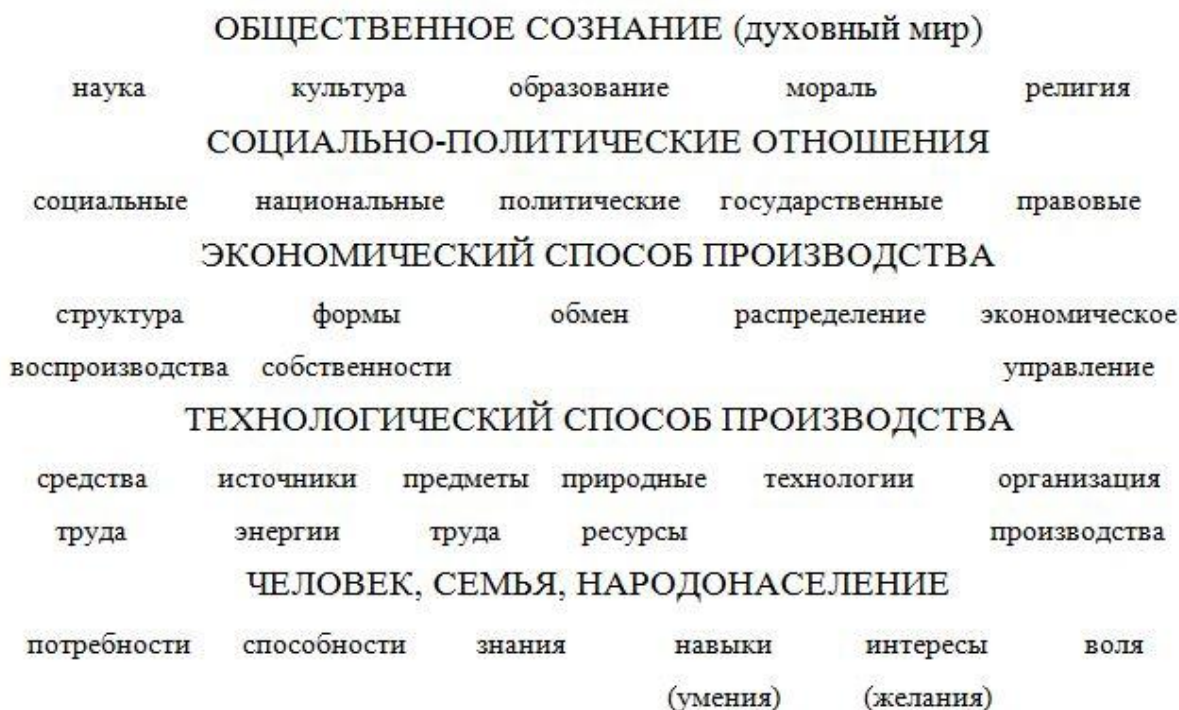 ОБЩЕСТВЕННОЕ СОЗНАНИЕ (духовный мир)
наука культура образование мораль религия
СОЦИАЛЬНО-ПОЛИТИЧЕСКИЕ ОТНОШЕНИЯ
социальные национальные политические государственные правовые
ЭКОНОМИЧЕСКИЙ СПОСОБ ПРОИЗВОДСТВА
структура формы обмен распределение экономическое
воспроизводства собственности управление
ТЕХНОЛОГИЧЕСКИЙ СПОСОБ ПРОИЗВОДСТВА
средства источники предметы природные технологии организация
труда энергии труда ресурсы производства
ЧЕЛОВЕК, СЕМЬЯ, НАРОДОНАСЕЛЕНИЕ
потребности способности знания навыки интересы воля
(умения) (желания)